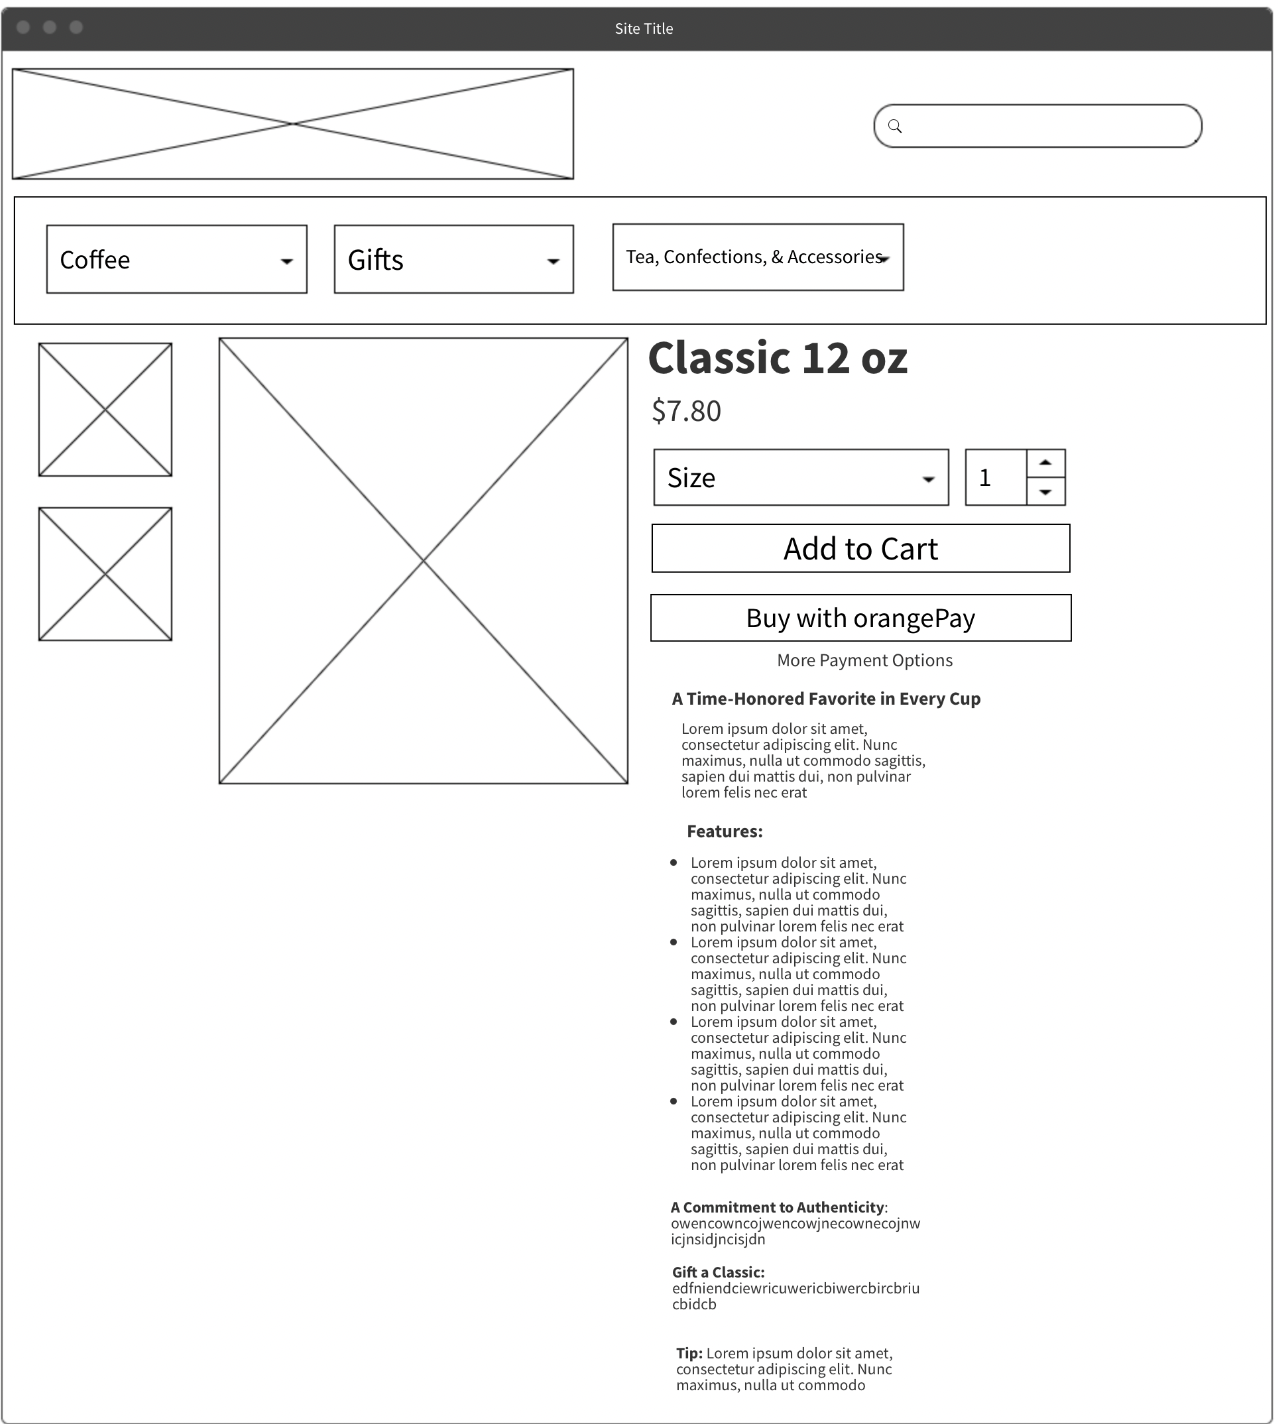 Site Title
Coffee
Gifts
Tea, Confections, & Accessories
Classic 12 oz
$7.80
Size
1
Add to Cart
Buy with orangePay
More Payment Options
A Time-Honored Favorite in Every Cup
Lorem ipsum dolor sit amet,
consectetur adipiscing elit. Nunc
maximus, nulla ut commodo sagittis,
sapien dui mattis dui, non pulvinar
lorem felis nec erat
Features:
Lorem ipsum dolor sit amet,
consectetur adipiscing elit. Nunc
maximus, nulla ut commodo
sagittis, sapien dui mattis dui,
non pulvinar lorem felis nec erat
Lorem ipsum dolor sit amet,
consectetur adipiscing elit. Nunc
maximus, nulla ut commodo
sagittis, sapien dui mattis dui,
non pulvinar lorem felis nec erat
Lorem ipsum dolor sit amet,
consectetur adipiscing elit. Nunc
maximus, nulla ut commodo
sagittis, sapien dui mattis dui,
non pulvinar lorem felis nec erat
Lorem ipsum dolor sit amet,
consectetur adipiscing elit. Nunc
maximus, nulla ut commodo
sagittis, sapien dui mattis dui,
non pulvinar lorem felis nec erat
A Commitment to Authenticity:
owencowncojwencowjnecownecojnw
icjnsidjncisjdn
Gift a Classic:
edfniendciewricuwericbiwercbircbriu
cbidcb
Tip: Lorem ipsum dolor sit amet,
consectetur adipiscing elit. Nunc
maximus, nulla ut commodo